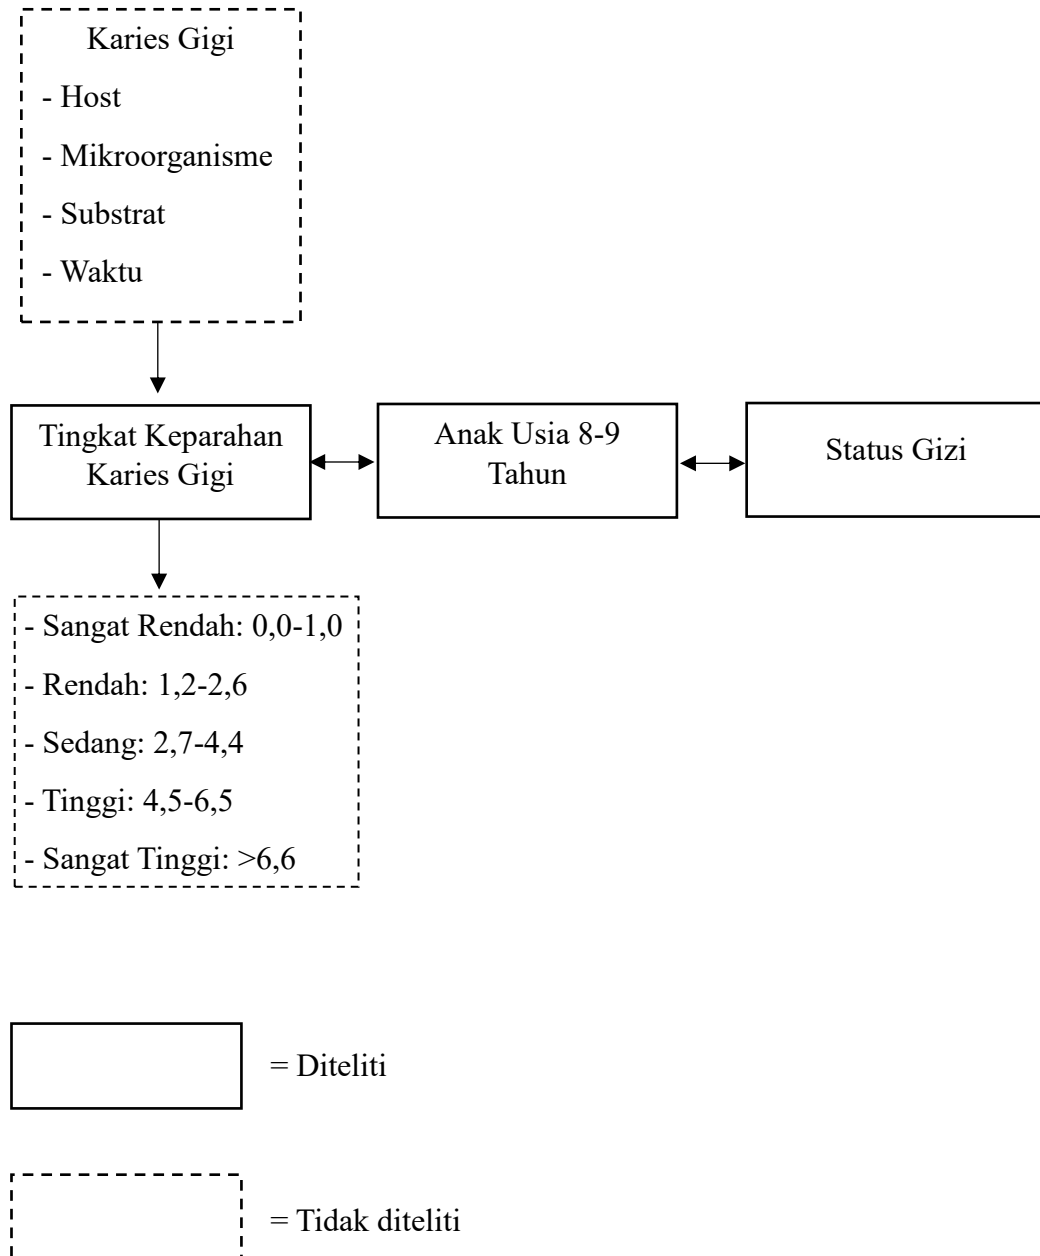 Karies Gigi
- Host
- Mikroorganisme
- Substrat
- Waktu
Tingkat Keparahan
Karies Gigi
Anak Usia 8-9
Tahun
Status Gizi
- Sangat Rendah: 0,0-1,0
- Rendah: 1,2-2,6
- Sedang: 2,7-4,4
- Tinggi: 4,5-6,5
- Sangat Tinggi: >6,6
= Diteliti
= Tidak diteliti